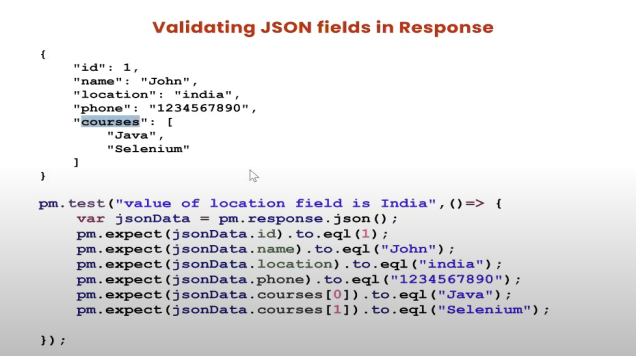 Validating JSON fields in Response
{
"id": 1,
"name": "John",
"location": "india",
"phone": "1234567890",
"courses": [
"Java",
"Selenium"
]
}
pm.test("value of location field is India",()=> {
var jsonData = pm.response.json();
pm.expect(jsonData.id).to.eql(1);
pm.expect(jsonData.name).to.eql("John");
pm.expect(jsonData.location).to.eql("india");
pm.expect(jsonData.phone).to.eql("1234567890");
pm.expect(jsonData.courses[0]).to.eql("Java");
pm.expect(jsonData.courses[1]).to.eql("Selenium");
});